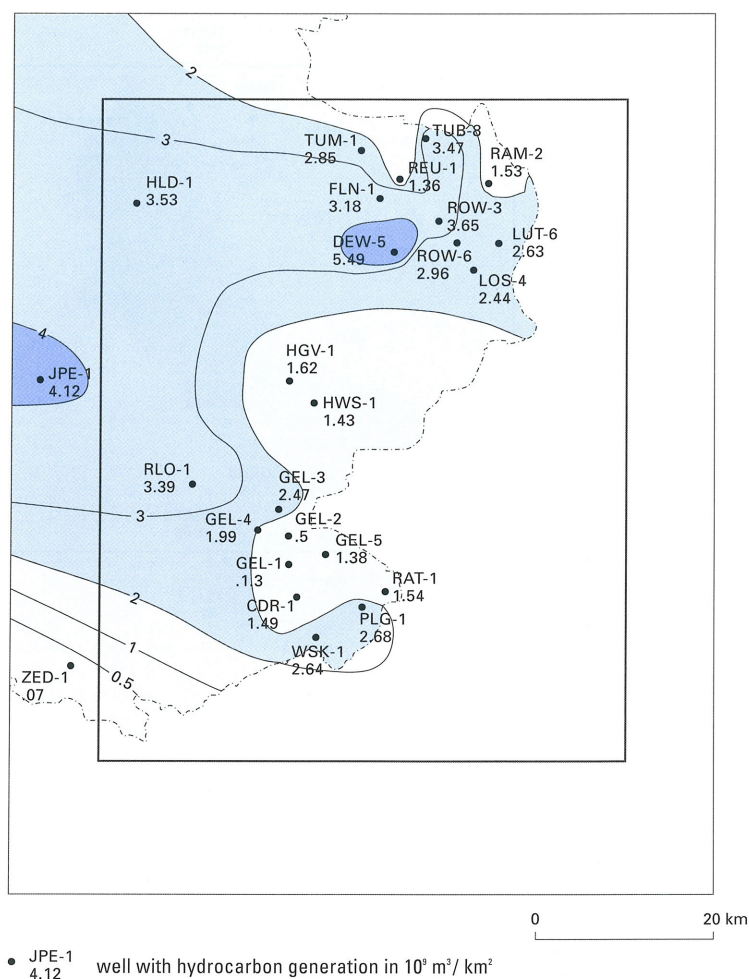 2
3
TUM-1
2.85
TUB-8
3.47
REU-1
1.36
RAM-2
1.53
HLD-1
3.53
FLN-1
3.18
ROW-3
3.65
DEW-5
5.49
ROW-6
2.96
LUT-6
2.63
LOS-4
2.44
4
JPE-1
4.12
HGV-1
1.62
HWS-1
1.43
RLO-1
3.39
GEL-3
2.47
3
GEL-4
1.99
GEL-2
.5
GEL-5
1.38
GEL-1
.1.3
RAT-1
1.54
2
CDR-1
1.49
PLG-1
2.68
1
WSK-1
2.64
0.5
ZED-1
.07
0 20 km
JPE-1
4.12 well with hydrocarbon generation in 10⁹ m³/ km²